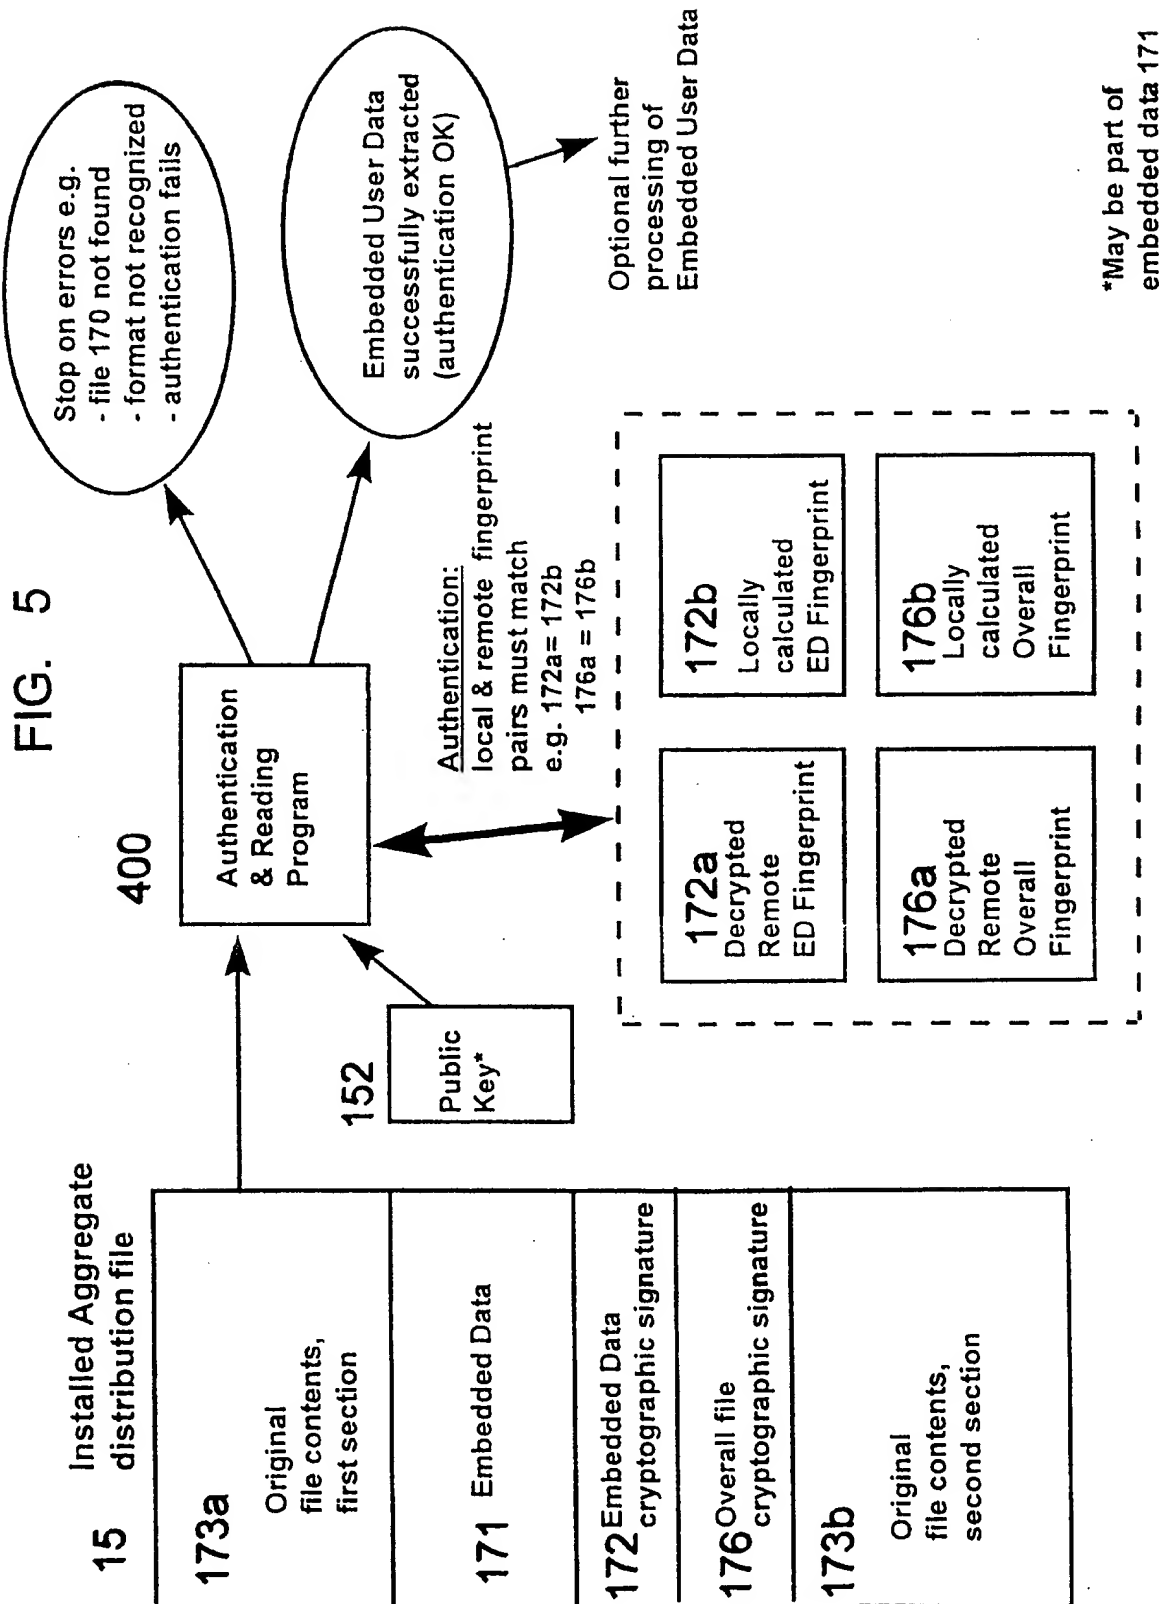 FIG. 5
15
Installed Aggregate
distribution file
173a
Original
file contents,
first section
171
Embedded Data
172
Embedded Data
cryptographic signature
176
Overall file
cryptographic signature
173b
Original
file contents,
second section
152
Public
Key*
400
Authentication
& Reading
Program
Authentication:
local & remote fingerprint
pairs must match
e.g. 172a= 172b
176a = 176b
172a
Decrypted
Remote
ED Fingerprint
172b
Locally
calculated
ED Fingerprint
176a
Decrypted
Remote
Overall
Fingerprint
176b
Locally
calculated
Overall
Fingerprint
Stop on errors e.g.
- file 170 not found
- format not recognized
- authentication fails
Embedded User Data
successfully extracted
(authentication OK)
Optional further
processing of
Embedded User Data
*May be part of
embedded data 171